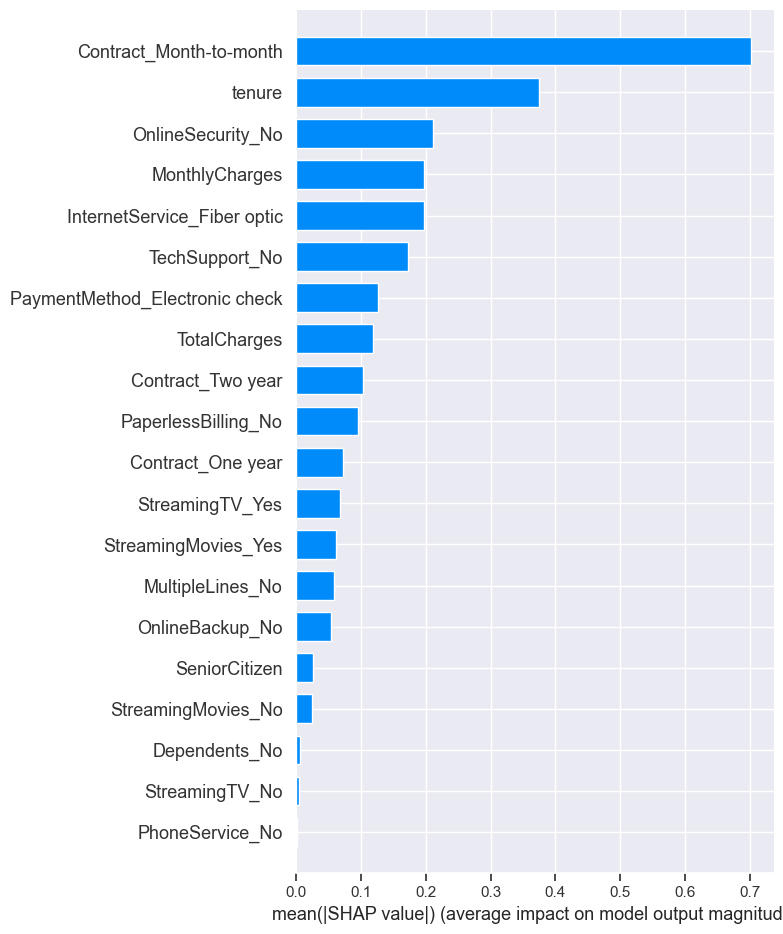 Contract_Month-to-month
tenure
OnlineSecurity_No
MonthlyCharges
InternetService_Fiber optic
TechSupport_No
PaymentMethod_Electronic check
TotalCharges
Contract_Two year
PaperlessBilling_No
Contract_One year
StreamingTV_Yes
StreamingMovies_Yes
MultipleLines_No
OnlineBackup_No
SeniorCitizen
StreamingMovies_No
Dependents_No
StreamingTV_No
PhoneService_No
0.0 0.1 0.2 0.3 0.4 0.5 0.6 0.7
mean(|SHAP value|) (average impact on model output magnitud